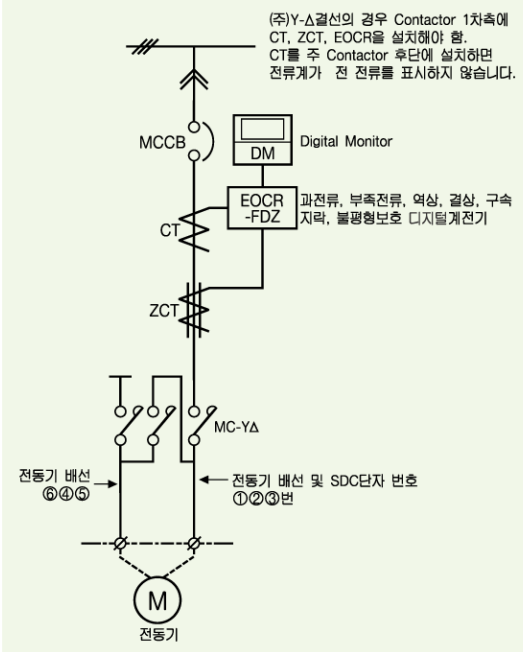 (주)Y-Δ결선의 경우 Contactor 1차측에
CT, ZCT, EOCR을 설치해야 함.
CT를 주 Contactor 후단에 설치하면
전류계가 전 전류를 표시하지 않습니다.
MCCB
DM
Digital Monitor
EOCR
-FDZ
과전류, 부족전류, 역상, 결상, 구속
지락, 불평형보호 디지털계전기
CT
ZCT
MC-YΔ
전동기 배선
⑥④⑤
전동기 배선 및 SDC단자 번호
①②③번
M
전동기